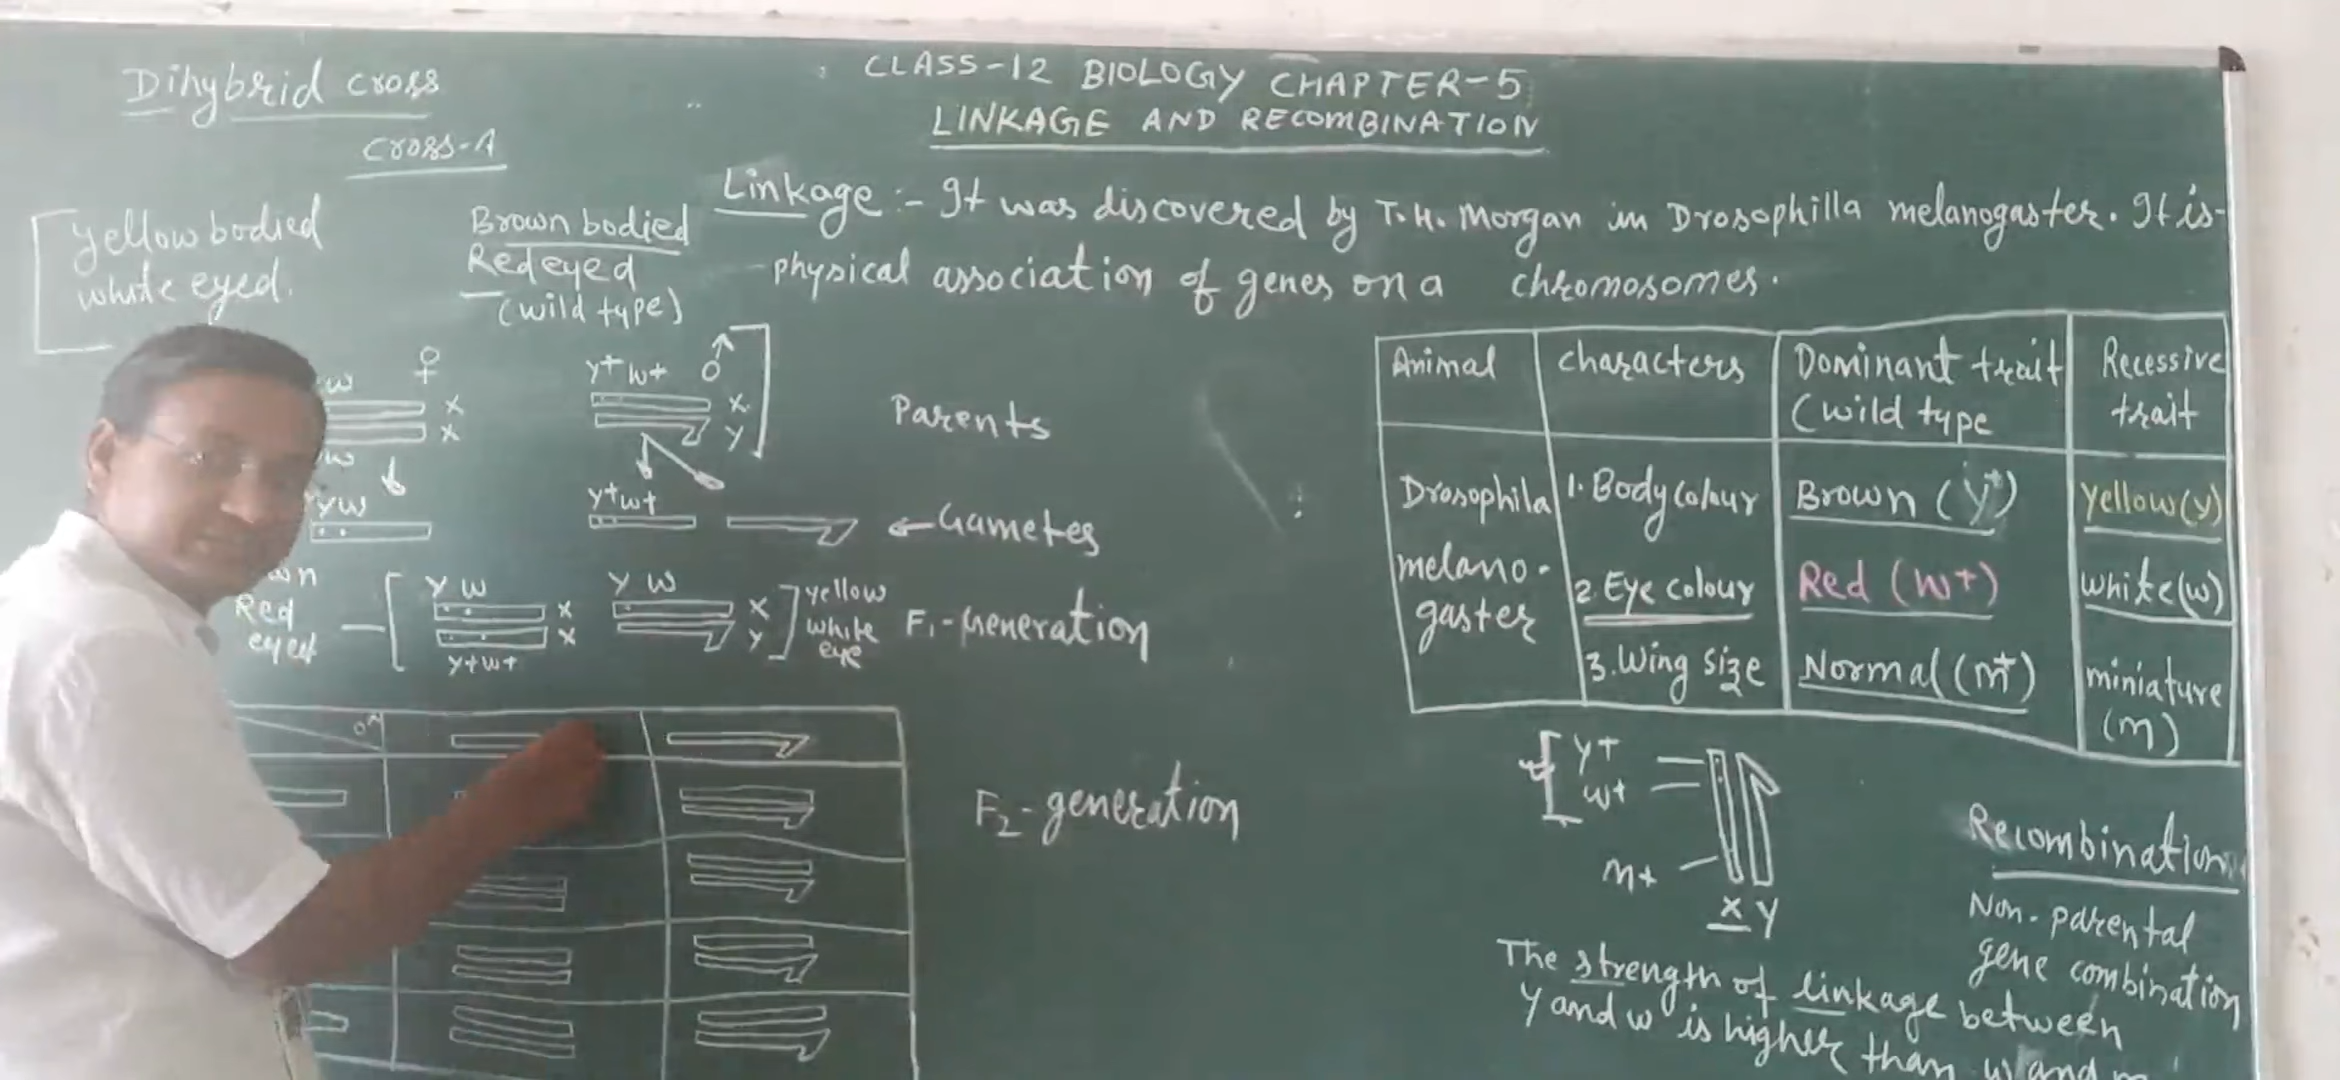 Dihybrid cross
cross-A
CLASS-12 BIOLOGY CHAPTER-5
LINKAGE AND RECOMBINATION
Linkage :- It was discovered by T.H. Morgan in Drosophilla melanogaster. It is-
physical association of genes on a chromosomes.
yellow bodied
white eyed.
Brown bodied
Redeyed
(wild type)
w ♀
x
x
w
y+ w+ ♂
x
y
Parents
yw
y+w+
← Gametes
Red
eyed
y w
x
x
y+w+
y w
x
y
yellow
white
eye
F1-Generation
F2-generation
Animal
characters
Dominant trait
(wild type
Recessive
trait
Drosophila
melano-
gaster
1. Body colour
Brown (y+)
yellow(y)
2. Eye colour
Red (w+)
white(w)
3. Wing size
Normal (m+)
miniature
(m)
y+
w+
m+
x y
Recombination
Non-parental
gene combination
The strength of linkage between
y and w is higher than w and m